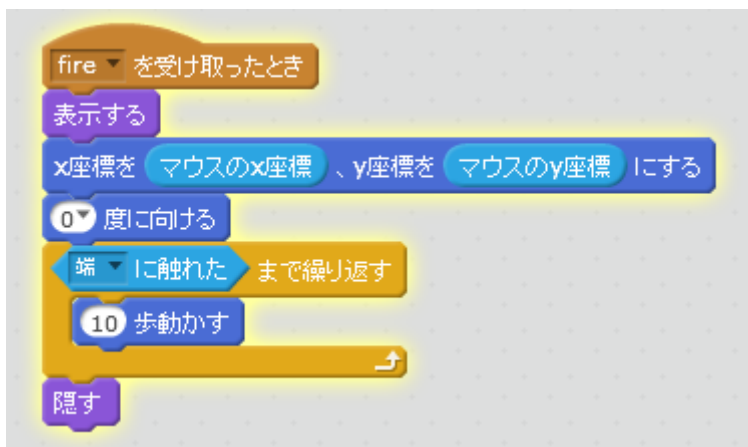 fire を受け取ったとき
表示する
x座標を マウスのx座標 、y座標を マウスのy座標 にする
0 度に向ける
端 に触れた まで繰り返す
10 歩動かす
隠す